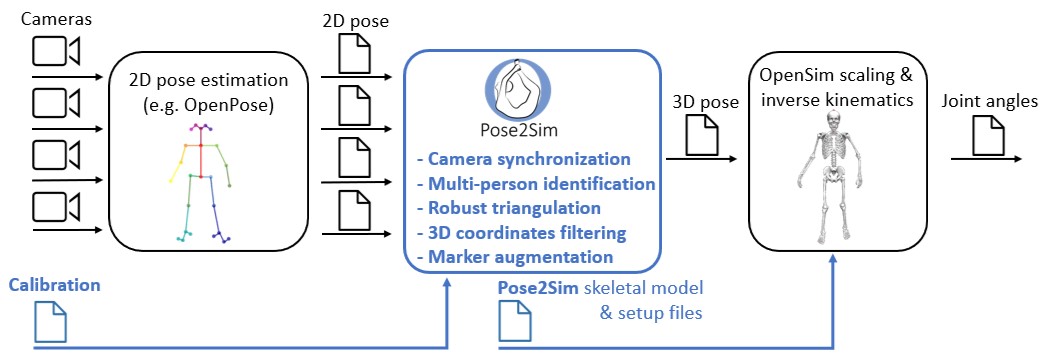 Cameras
2D pose estimation
(e.g. OpenPose)
2D pose
Pose2Sim
- Camera synchronization
- Multi-person identification
- Robust triangulation
- 3D coordinates filtering
- Marker augmentation
3D pose
OpenSim scaling &
inverse kinematics
Joint angles
Calibration
Pose2Sim skeletal model
& setup files